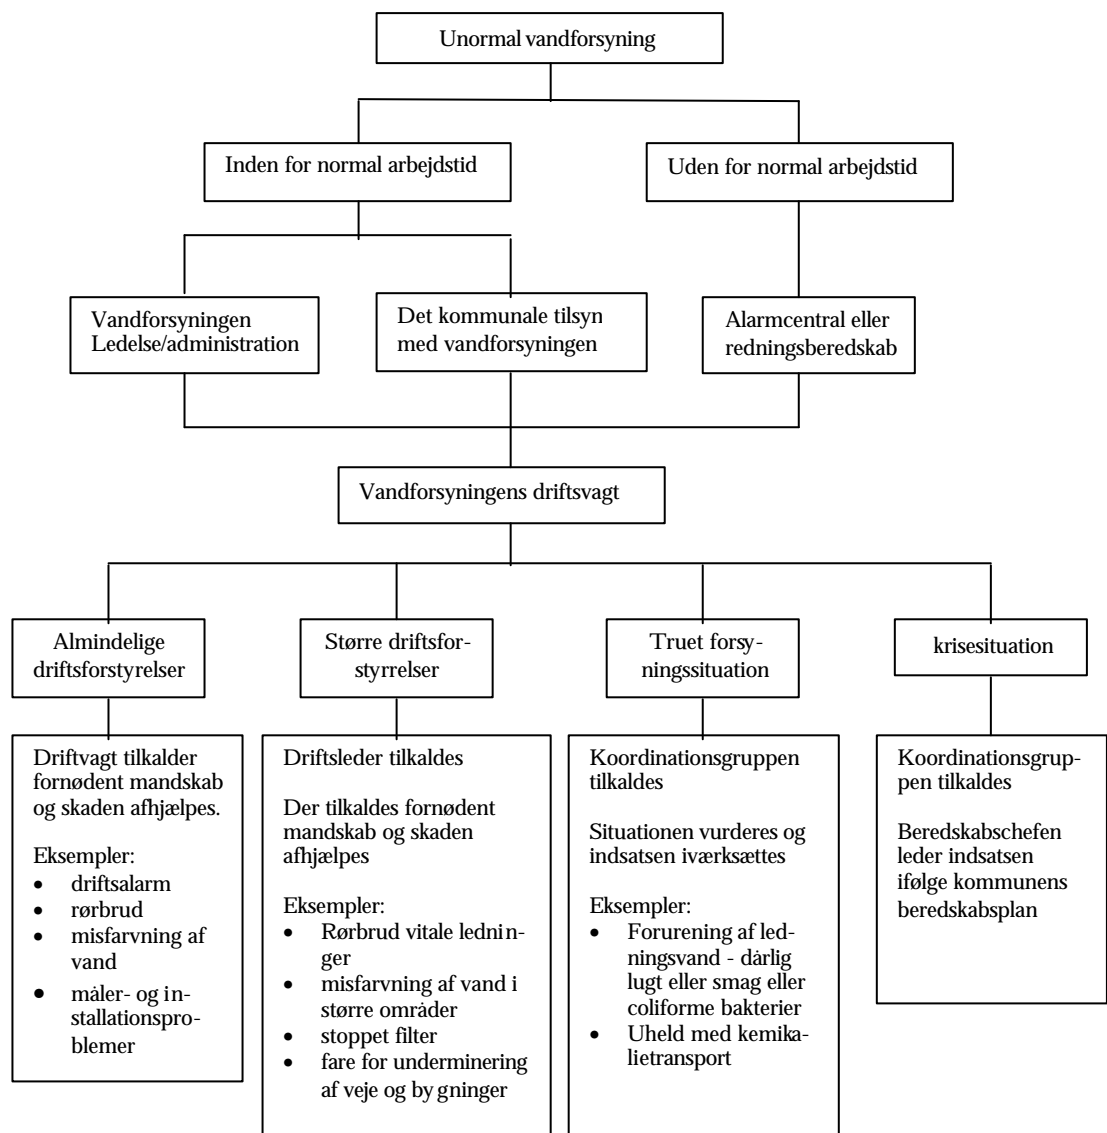 Unormal vandforsyning
Inden for normal arbejdstid
Uden for normal arbejdstid
Vandforsyningen
Ledelse/administration
Det kommunale tilsyn
med vandforsyningen
Alarmcentral eller
redningsberedskab
Vandforsyningens driftsvagt
Almindelige
driftsforstyrelser
Større driftsfor-
styrrelser
Truet forsy-
ningssituation
krisesituation
Driftvagt tilkalder
fornødent mandskab
og skaden afhjælpes.
Eksempler:
• driftsalarm
• rørbrud
• misfarvning af
vand
• måler- og in-
stallationspro-
blemer
Driftsleder tilkaldes
Der tilkaldes fornødent
mandskab og skaden
afhjælpes
Eksempler:
• Rørbrud vitale lednin-
ger
• misfarvning af vand i
større områder
• stoppet filter
• fare for underminering
af veje og by gninger
Koordinationsgruppen
tilkaldes
Situationen vurderes og
indsatsen iværksættes
Eksempler:
• Forurening af led-
ningsvand - dårlig
lugt eller smag eller
coliforme bakterier
• Uheld med kemika-
lietransport
Koordinationsgrup-
pen tilkaldes
Beredskabschefen
leder indsatsen
ifølge kommunens
beredskabsplan